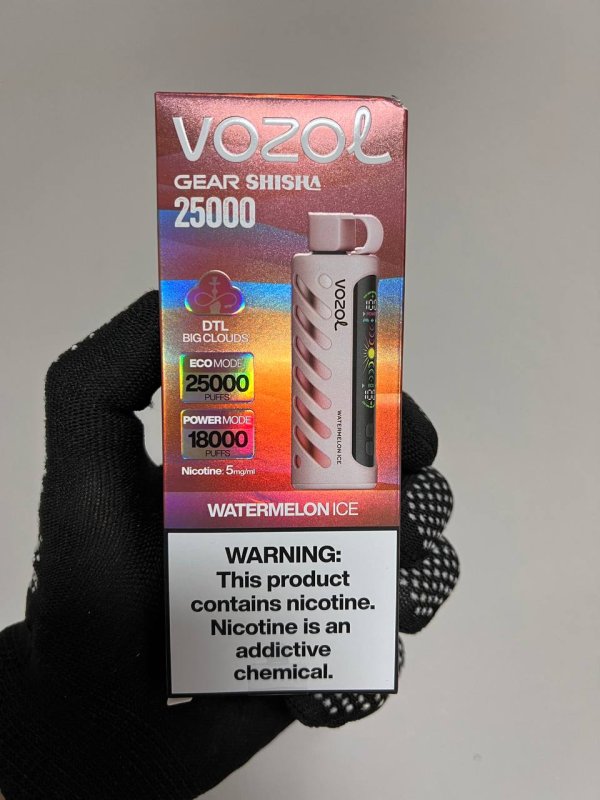 VOZOL
GEAR SHISHA
25000
DTL
BIG CLOUDS
ECO MODE
25000
PUFFS
POWER MODE
18000
PUFFS
Nicotine: 5mg/ml
VOZOL
WATERMELON ICE
WATERMELON ICE
WARNING:
This product
contains nicotine.
Nicotine is an
addictive
chemical.